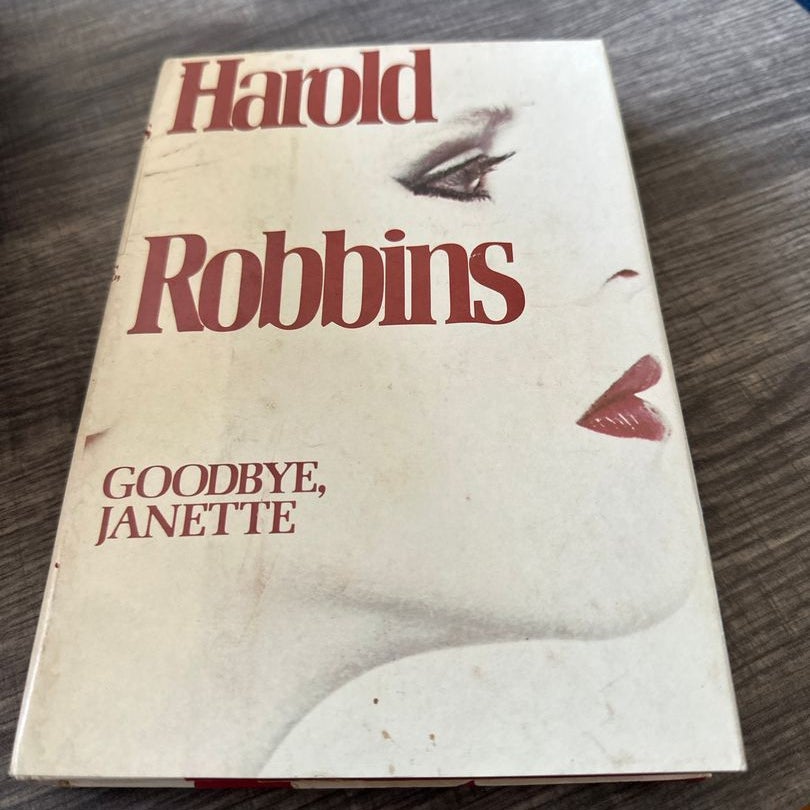 Harold
Robbins
GOODBYE,
JANETTE